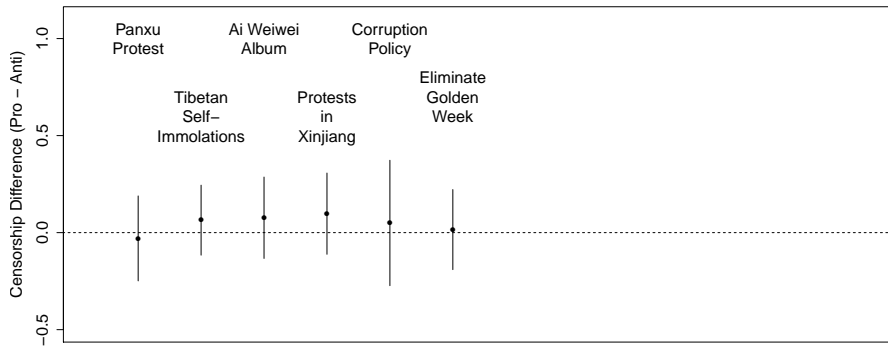 Panxu
Protest
Tibetan
Self−
Immolations
Ai Weiwei
Album
Protests
in
Xinjiang
Corruption
Policy
Eliminate
Golden
Week
Censorship Difference (Pro − Anti)
1.0
0.5
0.0
−0.5